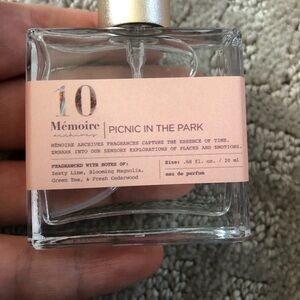 10
Mémoire
archives
PICNIC IN THE PARK
MÉMOIRE ARCHIVES FRAGRANCES CAPTURE THE ESSENCE OF TIME.
EMBARK INTO OUR SENSORY EXPLORATIONS OF PLACES AND EMOTIONS.
FRAGRANCED WITH NOTES OF:
Zesty Lime, Blooming Magnolia,
Green Tea, & Fresh Cedarwood
Size: .68 fl. oz. / 20 ml
eau de parfum